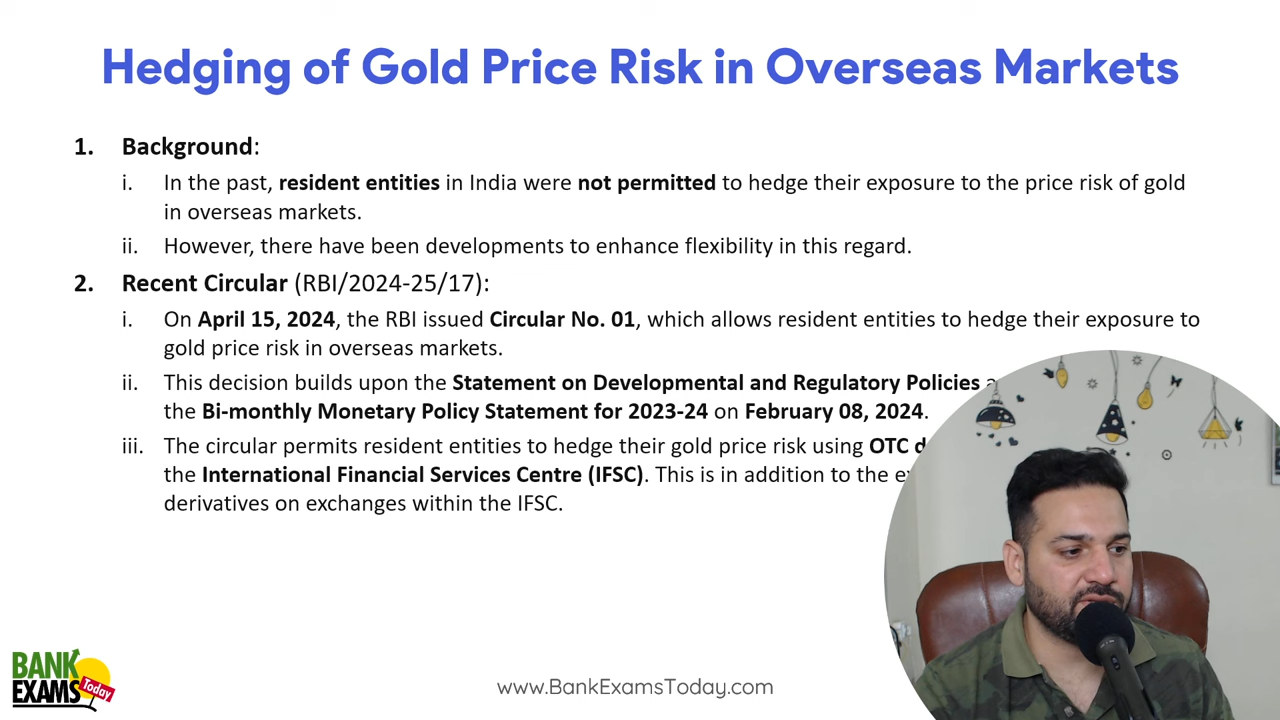 Hedging of Gold Price Risk in Overseas Markets
1. Background:
i. In the past, resident entities in India were not permitted to hedge their exposure to the price risk of gold
in overseas markets.
ii. However, there have been developments to enhance flexibility in this regard.
2. Recent Circular (RBI/2024-25/17):
i. On April 15, 2024, the RBI issued Circular No. 01, which allows resident entities to hedge their exposure to
gold price risk in overseas markets.
ii. This decision builds upon the Statement on Developmental and Regulatory Policies
the Bi-monthly Monetary Policy Statement for 2023-24 on February 08, 2024.
iii. The circular permits resident entities to hedge their gold price risk using OTC
the International Financial Services Centre (IFSC). This is in addition to the
derivatives on exchanges within the IFSC.
BANK
EXAMS Today
www.BankExamsToday.com